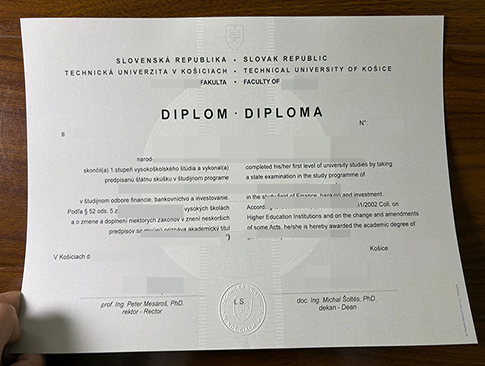 SLOVENSKÁ REPUBLIKA • SLOVAK REPUBLIC
TECHNICKÁ UNIVERZITA V KOŠICIACH • TECHNICAL UNIVERSITY OF KOŠICE
FAKULTA • FACULTY OF
DIPLOM · DIPLOMA
N°:
narod
skončil(a) 1.stupeň vysokoškolského štúdia a vykonal(a)
predpísanú štátnu skúšku v študijnom programe
v študijnom odbore financie, bankovníctvo a investovanie.
Podľa § 52 ods. 5 z vysokých školách
a o zmene a doplnení niektorých zákonov v znení neskorších
predpisov sa priznáva akademický titul
*)
completed his/her first level of university studies by taking
a state examination in the study programme of
in the study field of Finance, banking and investment.
1/2002 Coll. on
Higher Education Institutions and on the change and amendments
of some Acts, he/she is hereby awarded the academic degree of
V Košiciach d
Košice
L.S.
prof. Ing. Peter Mesároš, PhD.
rektor - Rector
doc. Ing. Michal Šoltés, PhD.
dekan - Dean